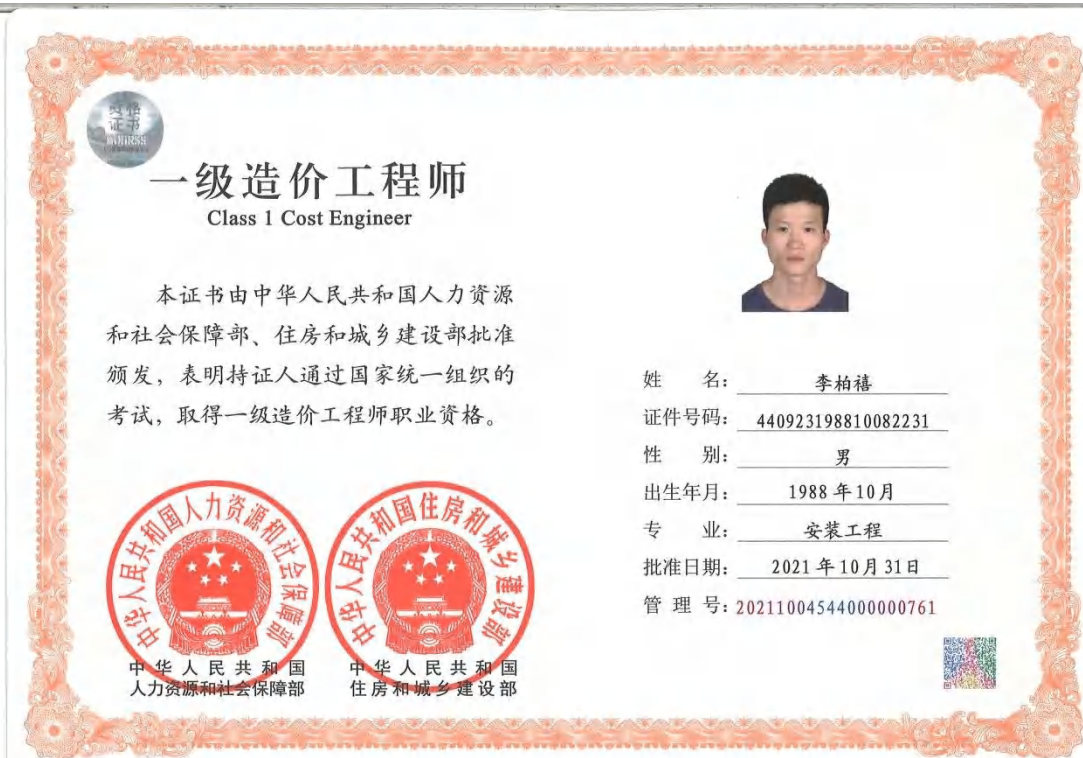 资格
证书
MOHRSS
一级造价工程师
Class 1 Cost Engineer
本证书由中华人民共和国人力资源
和社会保障部、住房和城乡建设部批准
颁发，表明持证人通过国家统一组织的
考试，取得一级造价工程师职业资格。
中华人民共和国人力资源和社会保障部
中华人民共和国
人力资源和社会保障部
中华人民共和国住房和城乡建设部
中华人民共和国
住房和城乡建设部
姓 名： 李柏禧
证件号码： 440923198810082231
性 别： 男
出生年月： 1988年10月
专 业： 安装工程
批准日期： 2021年10月31日
管 理 号：20211004544000000761